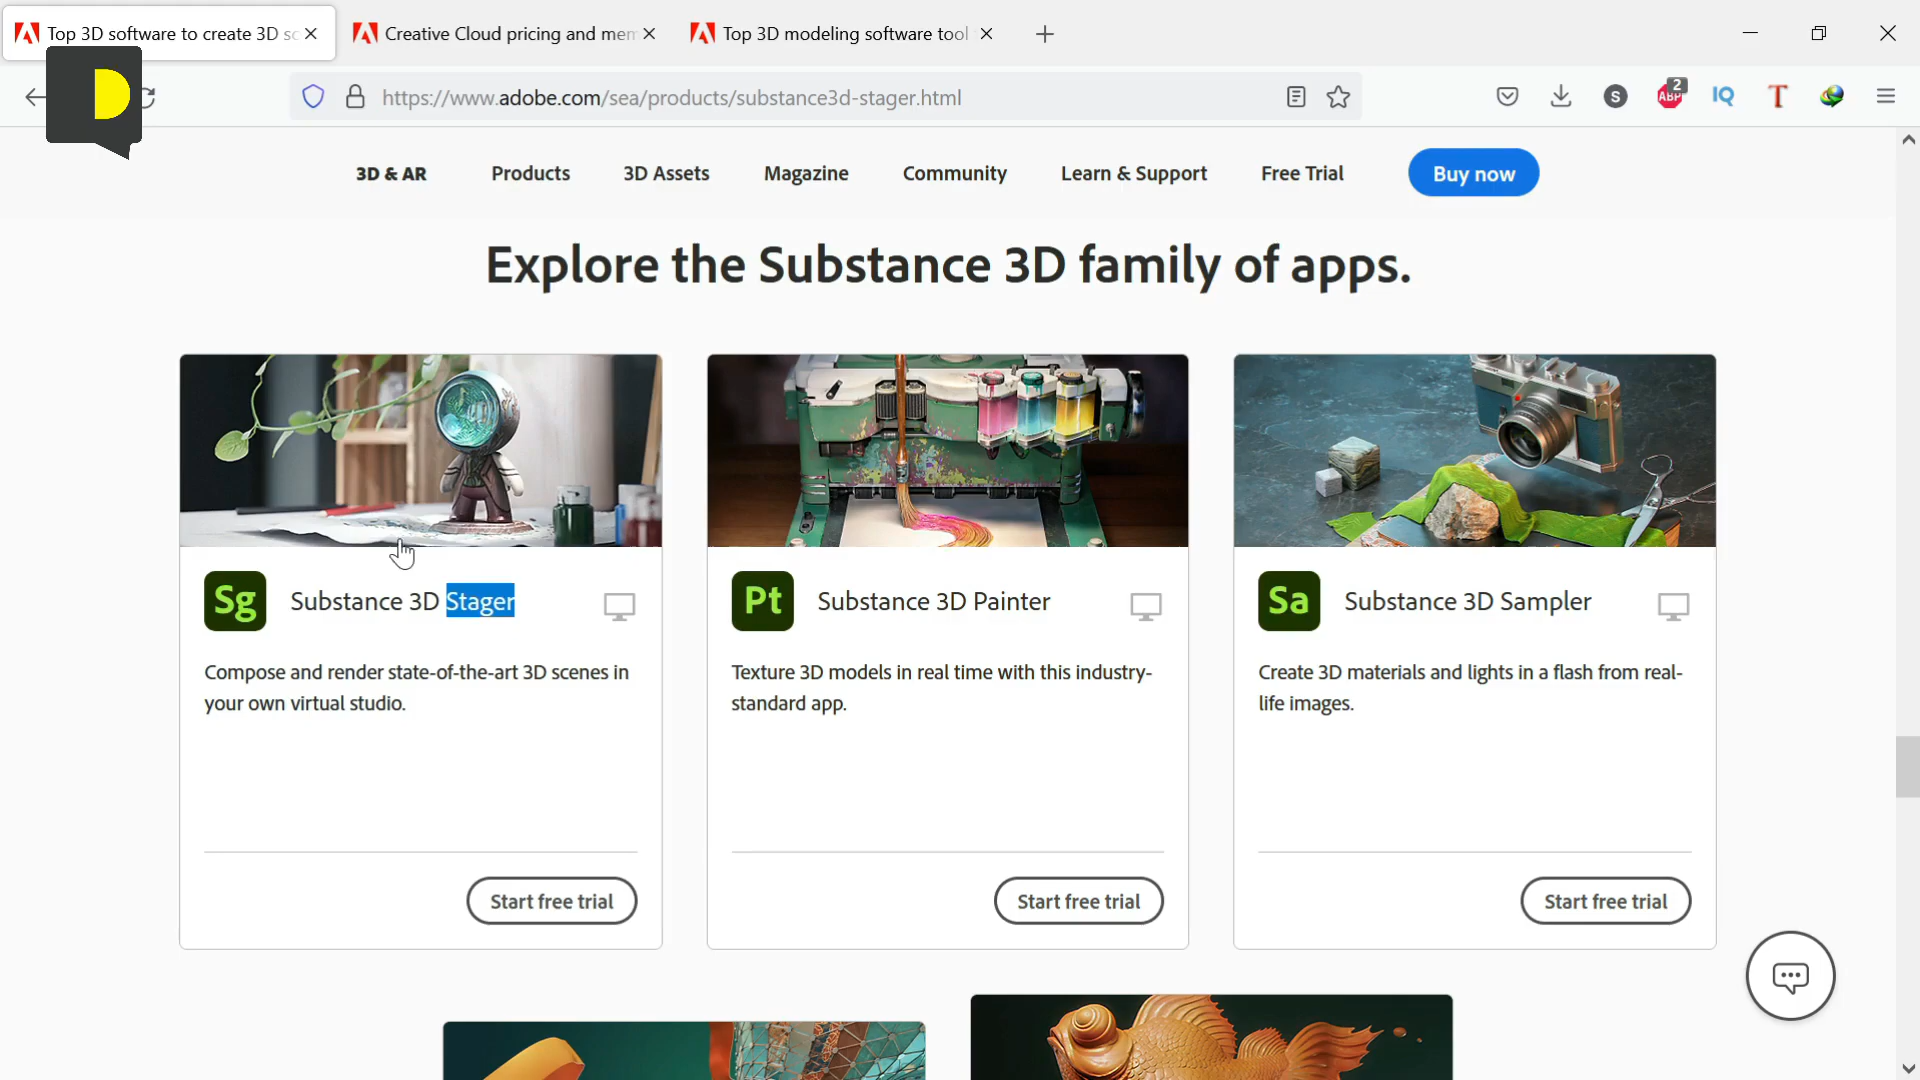 Top 3D software to create 3D sc
Creative Cloud pricing and mem
Top 3D modeling software tool
https://www.adobe.com/sea/products/substance3d-stager.html
S
ABP
2
IQ
T
3D & AR
Products
3D Assets
Magazine
Community
Learn & Support
Free Trial
Buy now
Explore the Substance 3D family of apps.
Sg
Substance 3D Stager
Compose and render state-of-the-art 3D scenes in
your own virtual studio.
Start free trial
Pt
Substance 3D Painter
Texture 3D models in real time with this industry-
standard app.
Start free trial
Sa
Substance 3D Sampler
Create 3D materials and lights in a flash from real-
life images.
Start free trial